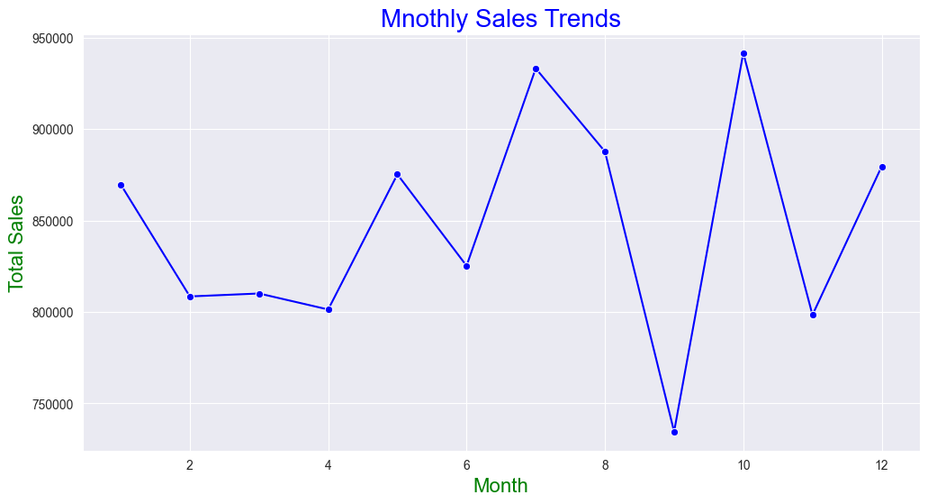 Mnothly Sales Trends
950000
900000
850000
800000
750000
Total Sales
2 4 6 8 10 12
Month